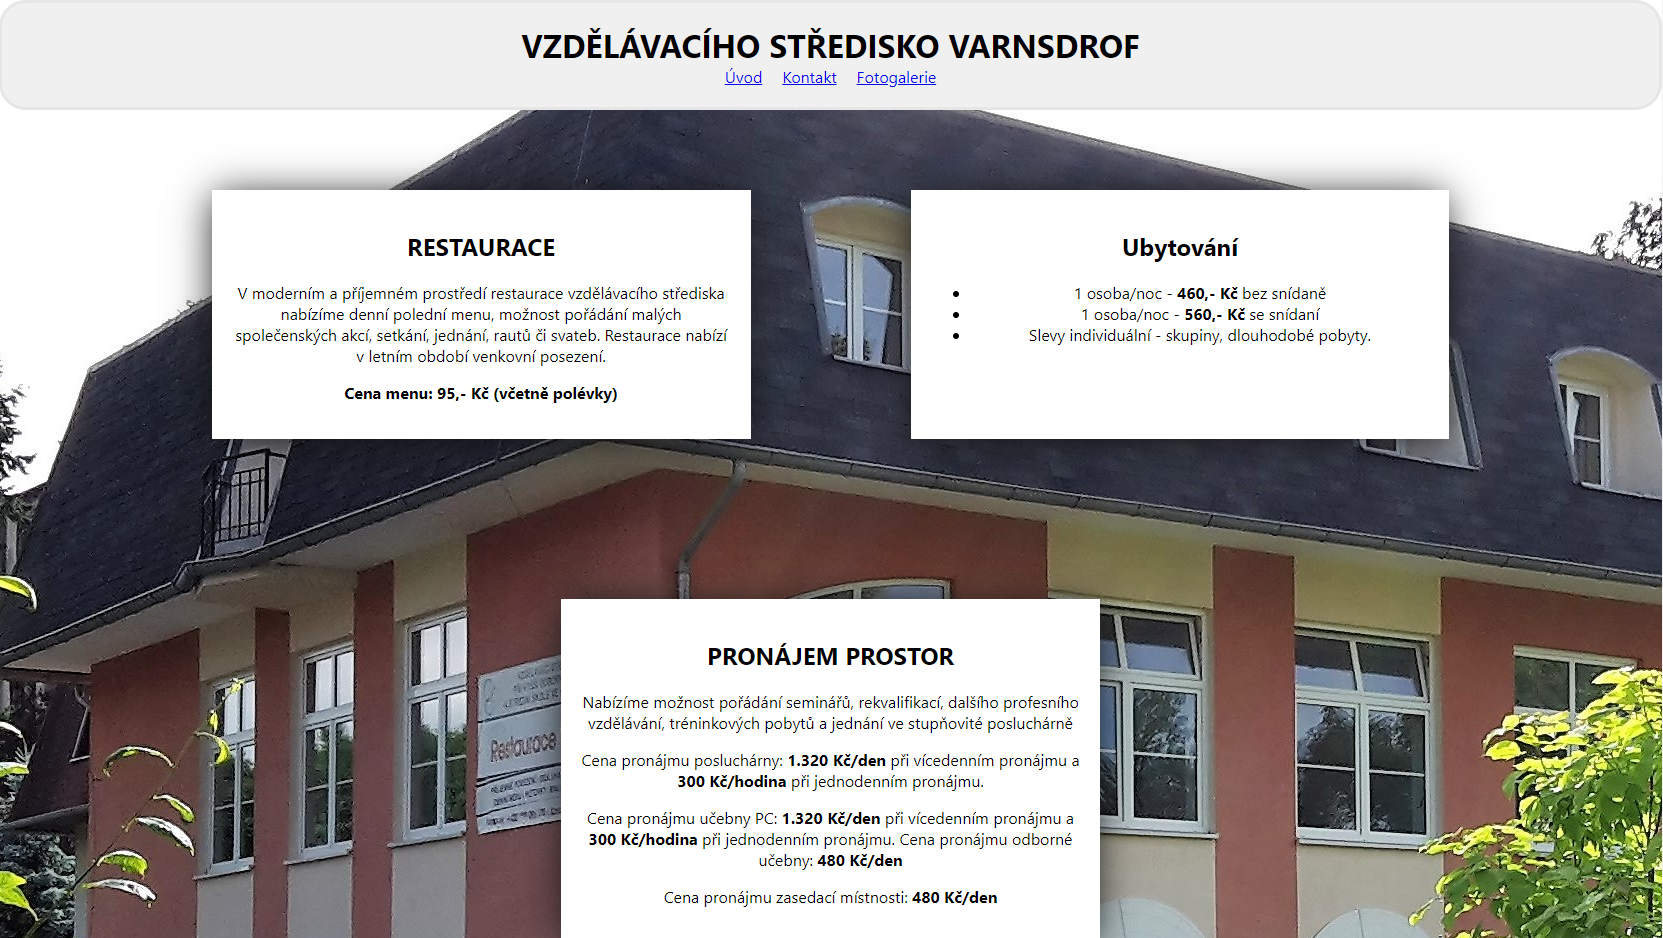 VZDĚLÁVACÍHO STŘEDISKO VARNSDROF
Úvod Kontakt Fotogalerie
RESTAURACE
V moderním a příjemném prostředí restaurace vzdělávacího střediska
nabízíme denní polední menu, možnost pořádání malých
společenských akcí, setkání, jednání, rautů či svateb. Restaurace nabízí
v letním období venkovní posezení.
Cena menu: 95,- Kč (včetně polévky)
Ubytování
• 1 osoba/noc - 460,- Kč bez snídaně
• 1 osoba/noc - 560,- Kč se snídaní
• Slevy individuální - skupiny, dlouhodobé pobyty.
Restaurace
PRONÁJEM PROSTOR
Nabízíme možnost pořádání seminářů, rekvalifikací, dalšího profesního
vzdělávání, tréninkových pobytů a jednání ve stupňovité posluchárně
Cena pronájmu posluchárny: 1.320 Kč/den při vícedenním pronájmu a
300 Kč/hodina při jednodenním pronájmu.
Cena pronájmu učebny PC: 1.320 Kč/den při vícedenním pronájmu a
300 Kč/hodina při jednodenním pronájmu. Cena pronájmu odborné
učebny: 480 Kč/den
Cena pronájmu zasedací místnosti: 480 Kč/den